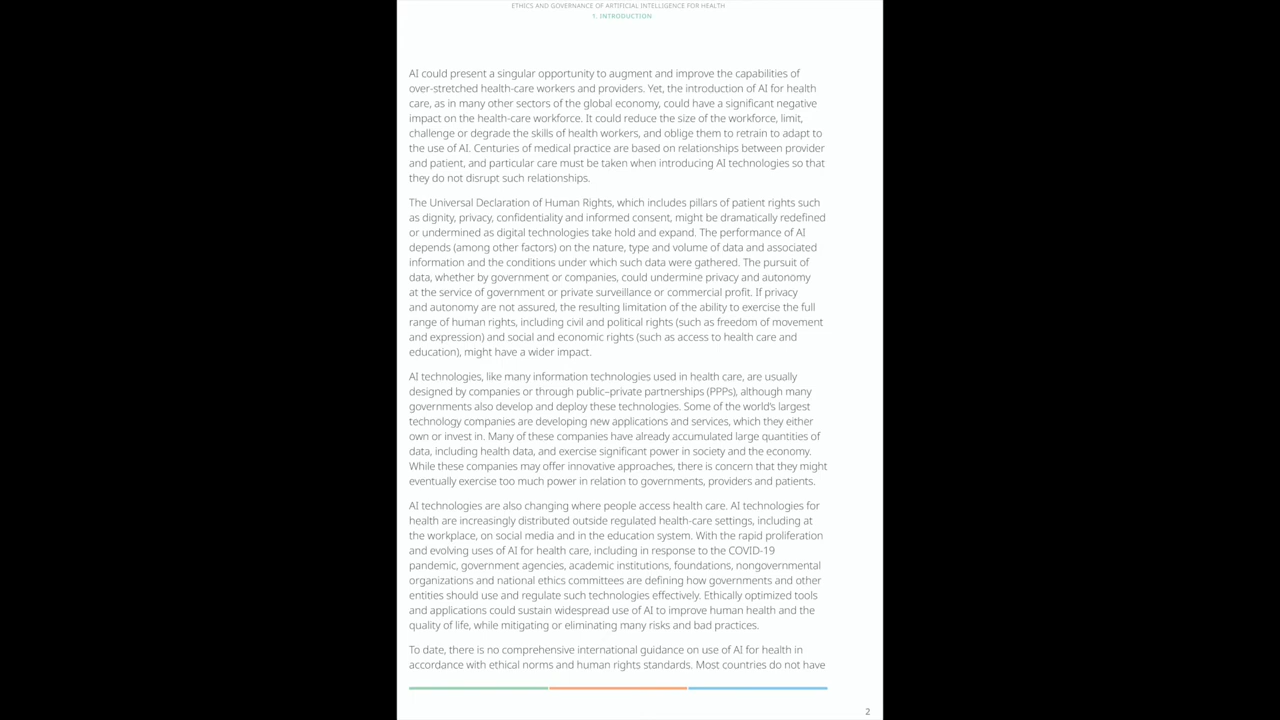 ETHICS AND GOVERNANCE OF ARTIFICIAL INTELLIGENCE FOR HEALTH
1. INTRODUCTION
AI could present a singular opportunity to augment and improve the capabilities of
over-stretched health-care workers and providers. Yet, the introduction of AI for health
care, as in many other sectors of the global economy, could have a significant negative
impact on the health-care workforce. It could reduce the size of the workforce, limit,
challenge or degrade the skills of health workers, and oblige them to retrain to adapt to
the use of AI. Centuries of medical practice are based on relationships between provider
and patient, and particular care must be taken when introducing AI technologies so that
they do not disrupt such relationships.
The Universal Declaration of Human Rights, which includes pillars of patient rights such
as dignity, privacy, confidentiality and informed consent, might be dramatically redefined
or undermined as digital technologies take hold and expand. The performance of AI
depends (among other factors) on the nature, type and volume of data and associated
information and the conditions under which such data were gathered. The pursuit of
data, whether by government or companies, could undermine privacy and autonomy
at the service of government or private surveillance or commercial profit. If privacy
and autonomy are not assured, the resulting limitation of the ability to exercise the full
range of human rights, including civil and political rights (such as freedom of movement
and expression) and social and economic rights (such as access to health care and
education), might have a wider impact.
AI technologies, like many information technologies used in health care, are usually
designed by companies or through public–private partnerships (PPPs), although many
governments also develop and deploy these technologies. Some of the world's largest
technology companies are developing new applications and services, which they either
own or invest in. Many of these companies have already accumulated large quantities of
data, including health data, and exercise significant power in society and the economy.
While these companies may offer innovative approaches, there is concern that they might
eventually exercise too much power in relation to governments, providers and patients.
AI technologies are also changing where people access health care. AI technologies for
health are increasingly distributed outside regulated health-care settings, including at
the workplace, on social media and in the education system. With the rapid proliferation
and evolving uses of AI for health care, including in response to the COVID-19
pandemic, government agencies, academic institutions, foundations, nongovernmental
organizations and national ethics committees are defining how governments and other
entities should use and regulate such technologies effectively. Ethically optimized tools
and applications could sustain widespread use of AI to improve human health and the
quality of life, while mitigating or eliminating many risks and bad practices.
To date, there is no comprehensive international guidance on use of AI for health in
accordance with ethical norms and human rights standards. Most countries do not have
2